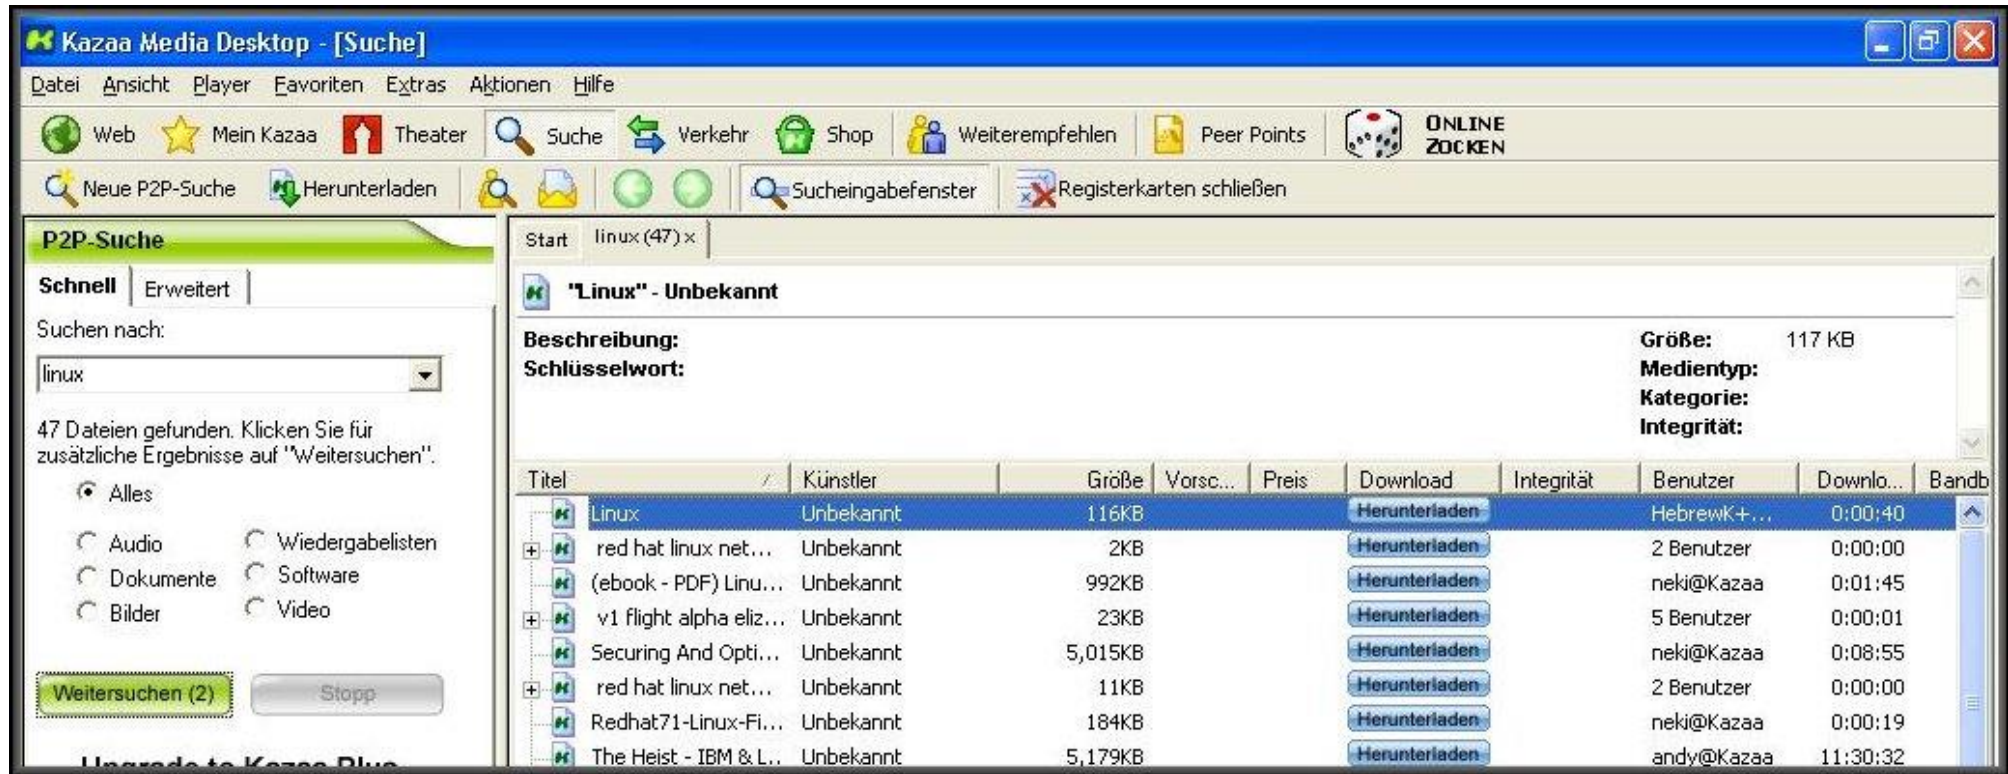 Kazaa Media Desktop - [Suche]
Datei Ansicht Player Favoriten Extras Aktionen Hilfe
Web Mein Kazaa Theater Suche Verkehr Shop Weiterempfehlen Peer Points ONLINE ZOCKEN
Neue P2P-Suche Herunterladen Sucheingabefenster Registerkarten schließen
P2P-Suche
Schnell Erweitert
Suchen nach:
linux
47 Dateien gefunden. Klicken Sie für
zusätzliche Ergebnisse auf "Weitersuchen".
Alles
Audio Wiedergabelisten
Dokumente Software
Bilder Video
Weitersuchen (2) Stopp
Upgrade to Kazaa Plus
Start linux (47) x
"Linux" - Unbekannt
Beschreibung: Größe: 117 KB
Schlüsselwort: Medientyp:
Kategorie:
Integrität:
Titel Künstler Größe Vorsc... Preis Download Integrität Benutzer Downlo... Bandb
Linux Unbekannt 116KB Herunterladen HebrewK+... 0:00:40
red hat linux net... Unbekannt 2KB Herunterladen 2 Benutzer 0:00:00
(ebook - PDF) Linu... Unbekannt 992KB Herunterladen neki@Kazaa 0:01:45
v1 flight alpha eliz... Unbekannt 23KB Herunterladen 5 Benutzer 0:00:01
Securing And Opti... Unbekannt 5,015KB Herunterladen neki@Kazaa 0:08:55
red hat linux net... Unbekannt 11KB Herunterladen 2 Benutzer 0:00:00
Redhat71-Linux-Fi... Unbekannt 184KB Herunterladen neki@Kazaa 0:00:19
The Heist - IBM & L... Unbekannt 5,179KB Herunterladen andy@Kazaa 11:30:32